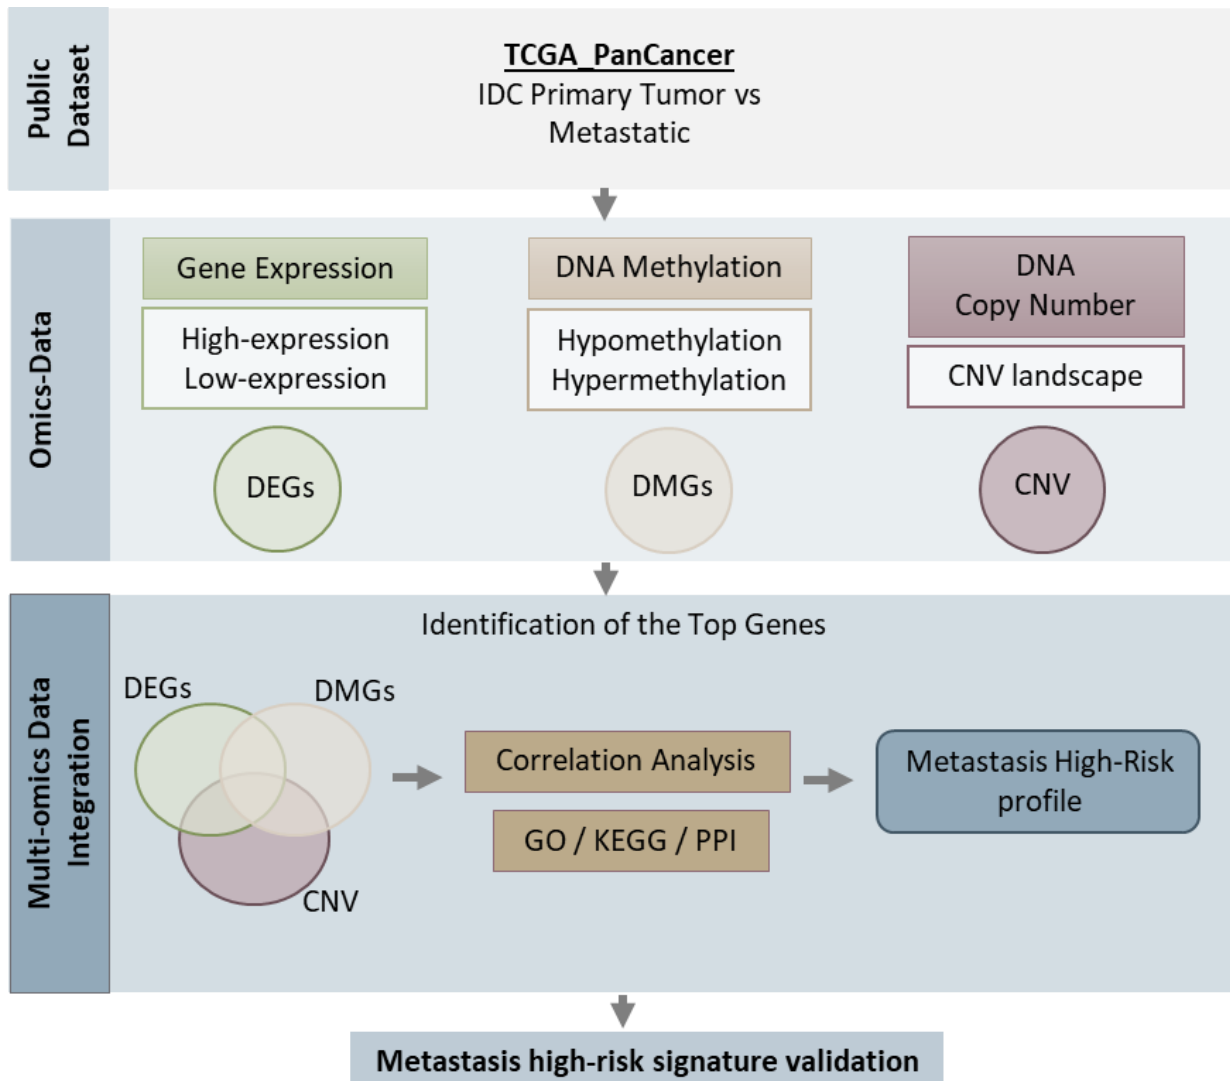 Public
Dataset
TCGA_PanCancer
IDC Primary Tumor vs
Metastatic
Omics-Data
Gene Expression
High-expression
Low-expression
DEGs
DNA Methylation
Hypomethylation
Hypermethylation
DMGs
DNA
Copy Number
CNV landscape
CNV
Multi-omics Data
Integration
Identification of the Top Genes
DEGs
DMGs
CNV
Correlation Analysis
GO / KEGG / PPI
Metastasis High-Risk
profile
Metastasis high-risk signature validation